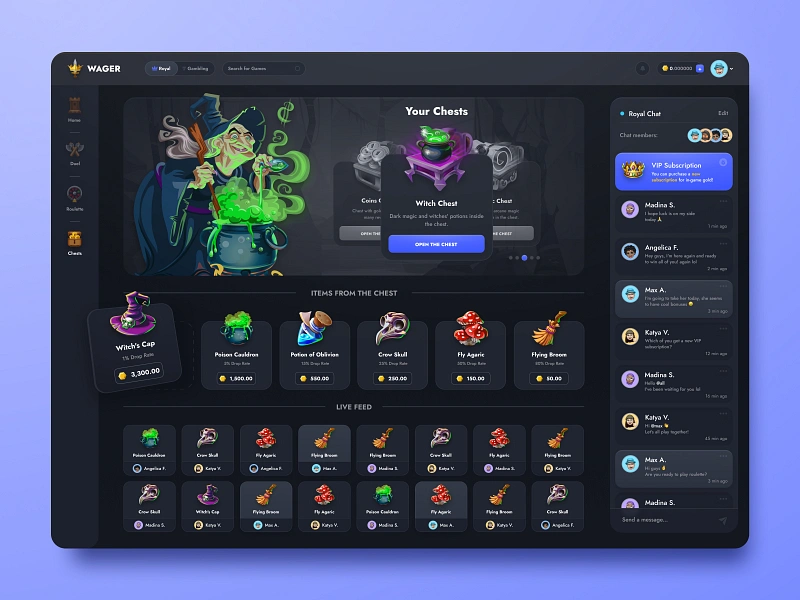 WAGER
Royal
Gambling
Search for Games
0.000000
Home
Duel
Roulette
Chests
Your Chests
Coins C
OPEN THE
Witch Chest
Dark magic and witches' potions inside
the chest.
OPEN THE CHEST
c Chest
HE CHEST
ITEMS FROM THE CHEST
Witch's Cap
1% Drop Rate
3,300.00
Poison Cauldron
5% Drop Rate
1,500.00
Potion of Oblivion
Drop Rate
550.00
Crow Skull
Drop Rate
250.00
Fly Agaric
Drop Rate
150.00
Flying Broom
Drop Rate
50.00
LIVE FEED
Poison Cauldron
Angelica F.
Crow Skull
Katya V.
Fly Agaric
Angelica F.
Flying Broom
Max A.
Flying Broom
Madina S.
Crow Skull
Katya V.
Fly Agaric
Madina S.
Flying Broom
Katya V.
Crow Skull
Madina S.
Witch's Cap
Katya V.
Flying Broom
Max A.
Fly Agaric
Katya V.
Poison Cauldron
Madina S.
Fly Agaric
Max A.
Flying Broom
Katya V.
Crow Skull
Angelica F.
Royal Chat
Edit
Chat members:
VIP Subscription
You can purchase a new
subscription for in-game gold!
Madina S.
I hope luck is on my side
today 🙏
1 min ago
Angelica F.
Hey guys, I'm here again and ready
to win all of you! again lol
2 min ago
Max A.
I'm going to take her today, she seems
to have cool bonuses
3 min ago
Katya V.
Which of you got a new VIP
subscription?
12 min ago
Madina S.
Hello @all
I've been waiting for you lol
16 min ago
Katya V.
Hi @max 👋
Let's all play together!
45 min ago
Max A.
Hi guys
Are you ready to play roulette?
3 min ago
Madina S.
Send a message...